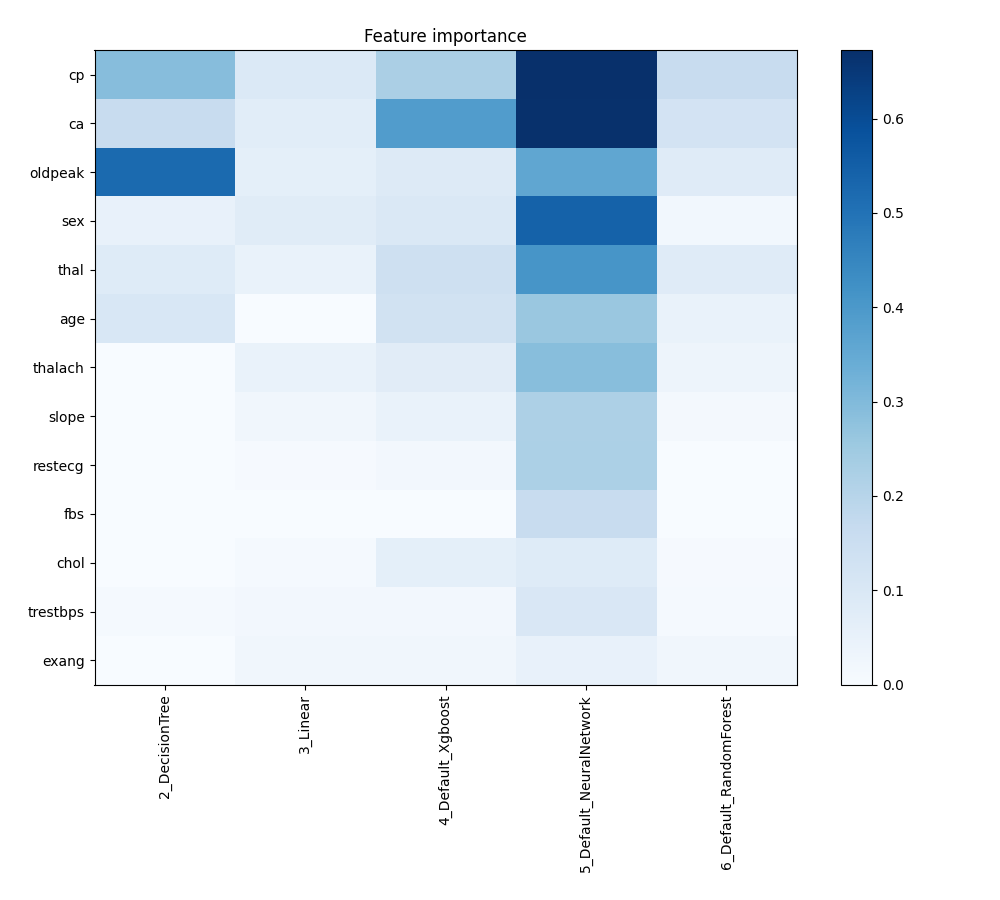 Feature importance
cp
ca
oldpeak
sex
thal
age
thalach
slope
restecg
fbs
chol
trestbps
exang
2_DecisionTree
3_Linear
4_Default_Xgboost
5_Default_NeuralNetwork
6_Default_RandomForest
0.6
0.5
0.4
0.3
0.2
0.1
0.0